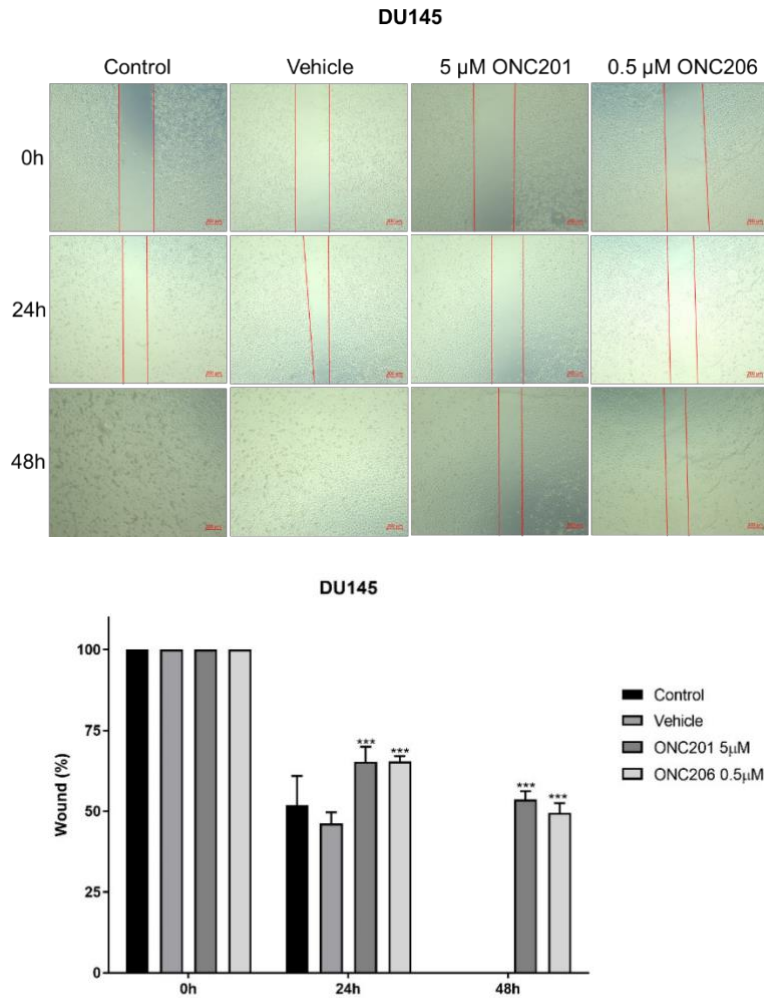 DU145
Control Vehicle 5 µM ONC201 0.5 µM ONC206
0h
24h
48h
DU145
100
75
50
25
0
Wound (%)
*** ***
*** ***
0h 24h 48h
Control
Vehicle
ONC201 5µM
ONC206 0.5µM